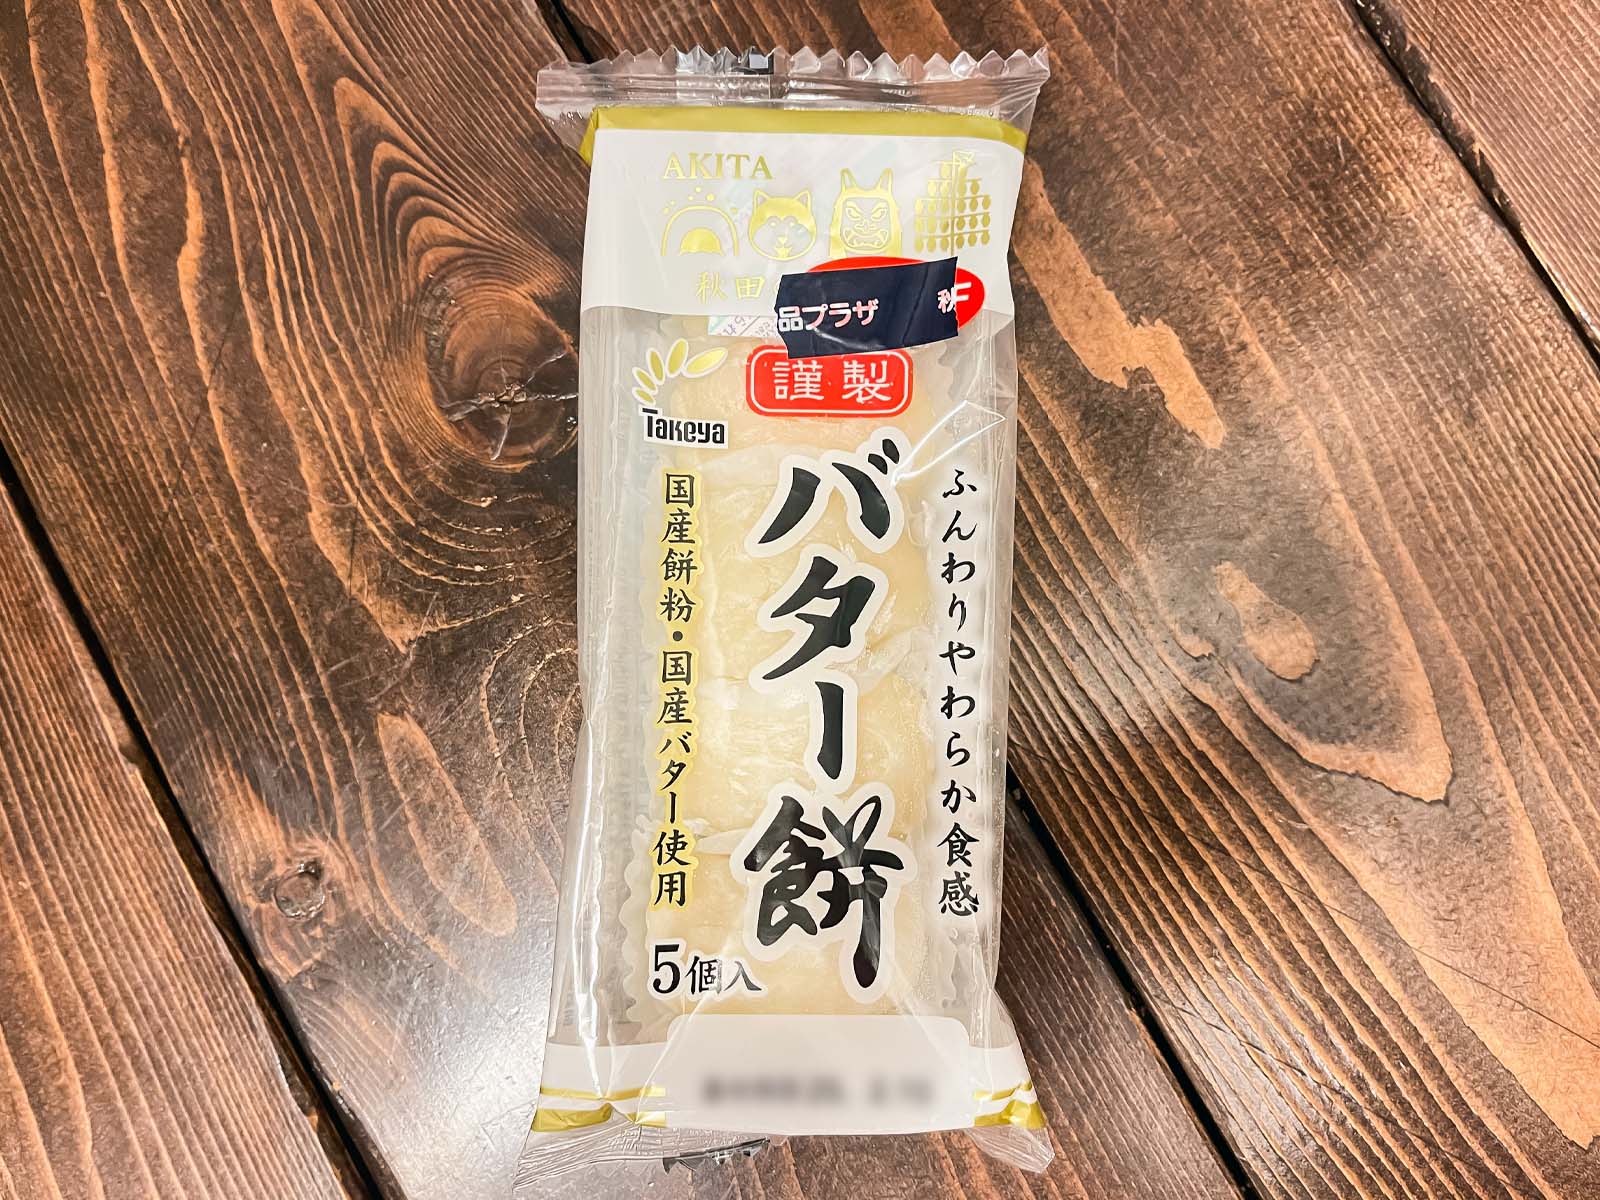 AKITA
秋田
品プラザ
秋F
謹製
Takeya
バター餅
ふんわりやわらか食感
国産餅粉・国産バター使用
5個入